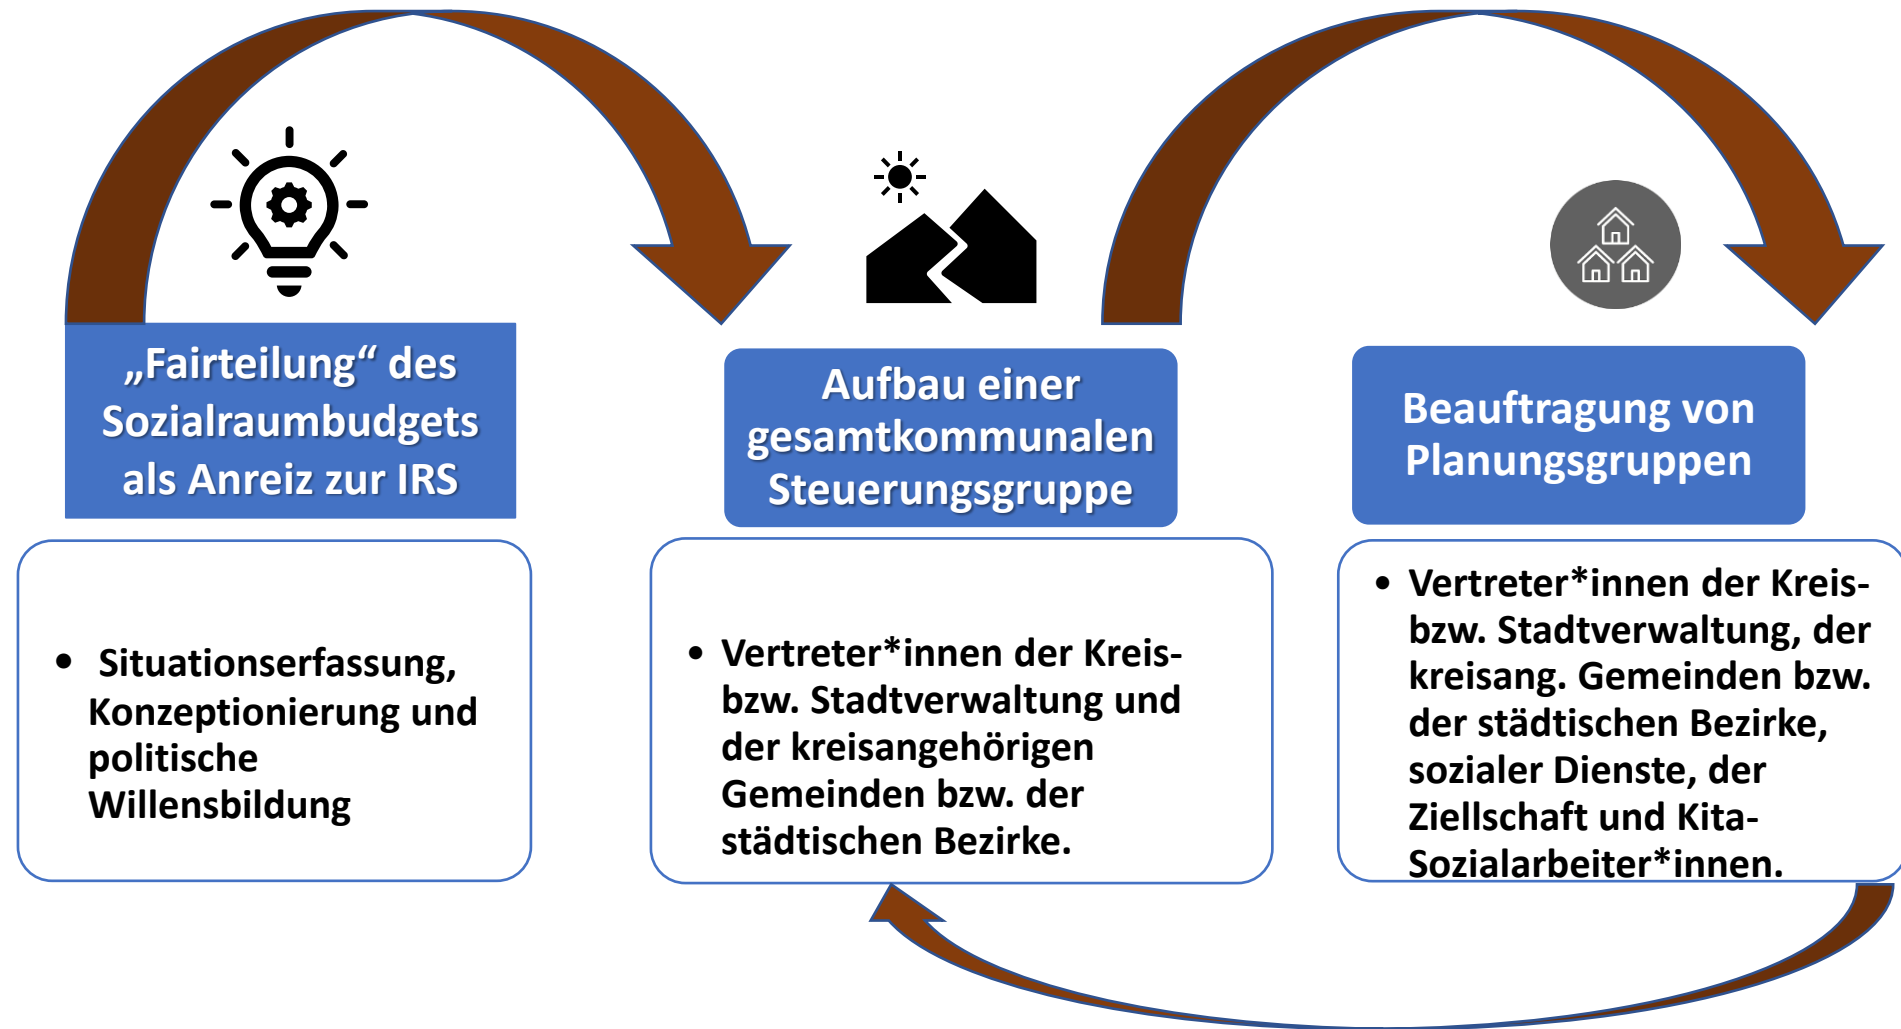 „Fairteilung“ des
Sozialraumbudgets
als Anreiz zur IRS
• Situationserfassung,
Konzeptionierung und
politische
Willensbildung
Aufbau einer
gesamtkommunalen
Steuerungsgruppe
• Vertreter*innen der Kreis-
bzw. Stadtverwaltung und
der kreisangehörigen
Gemeinden bzw. der
städtischen Bezirke.
Beauftragung von
Planungsgruppen
• Vertreter*innen der Kreis-
bzw. Stadtverwaltung, der
kreisang. Gemeinden bzw.
der städtischen Bezirke,
sozialer Dienste, der
Ziellschaft und Kita-
Sozialarbeiter*innen.